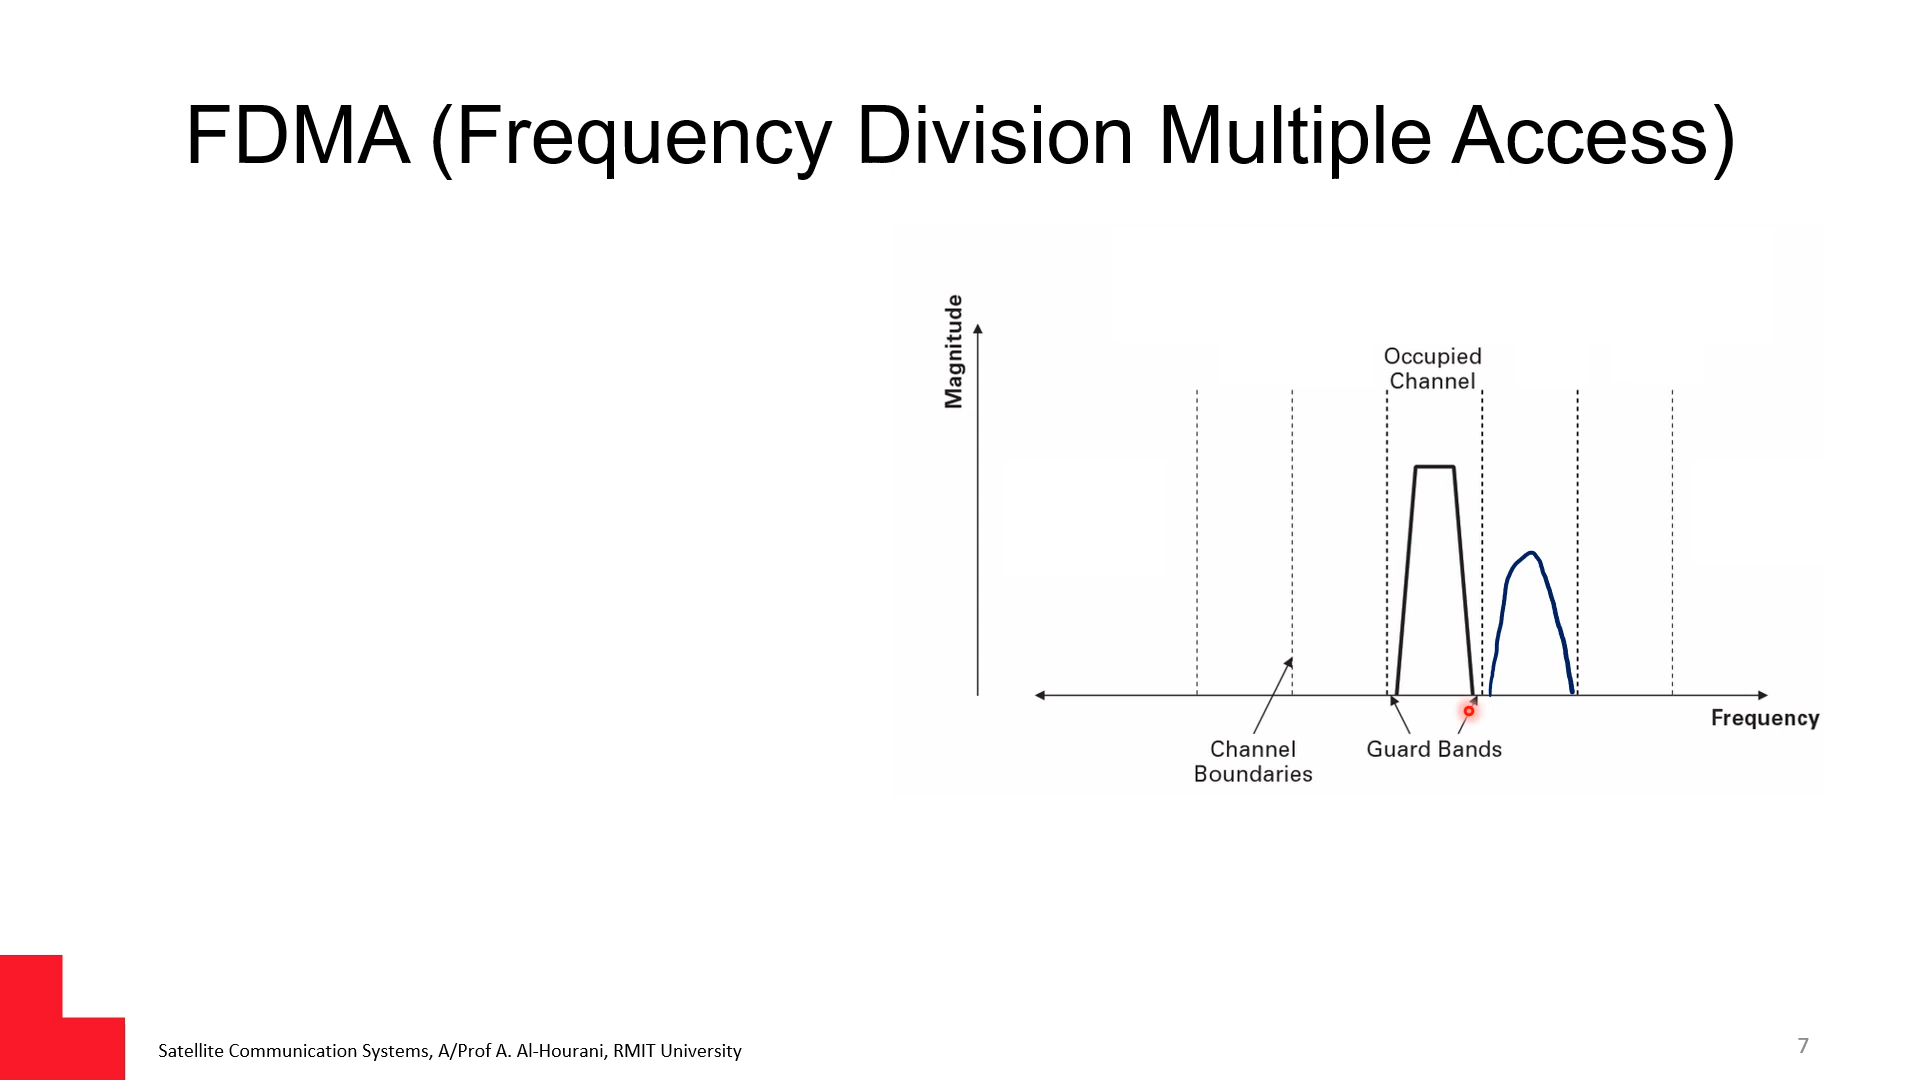 FDMA (Frequency Division Multiple Access)
Magnitude
Occupied
Channel
Frequency
Channel
Boundaries
Guard Bands
Satellite Communication Systems, A/Prof A. Al-Hourani, RMIT University
7